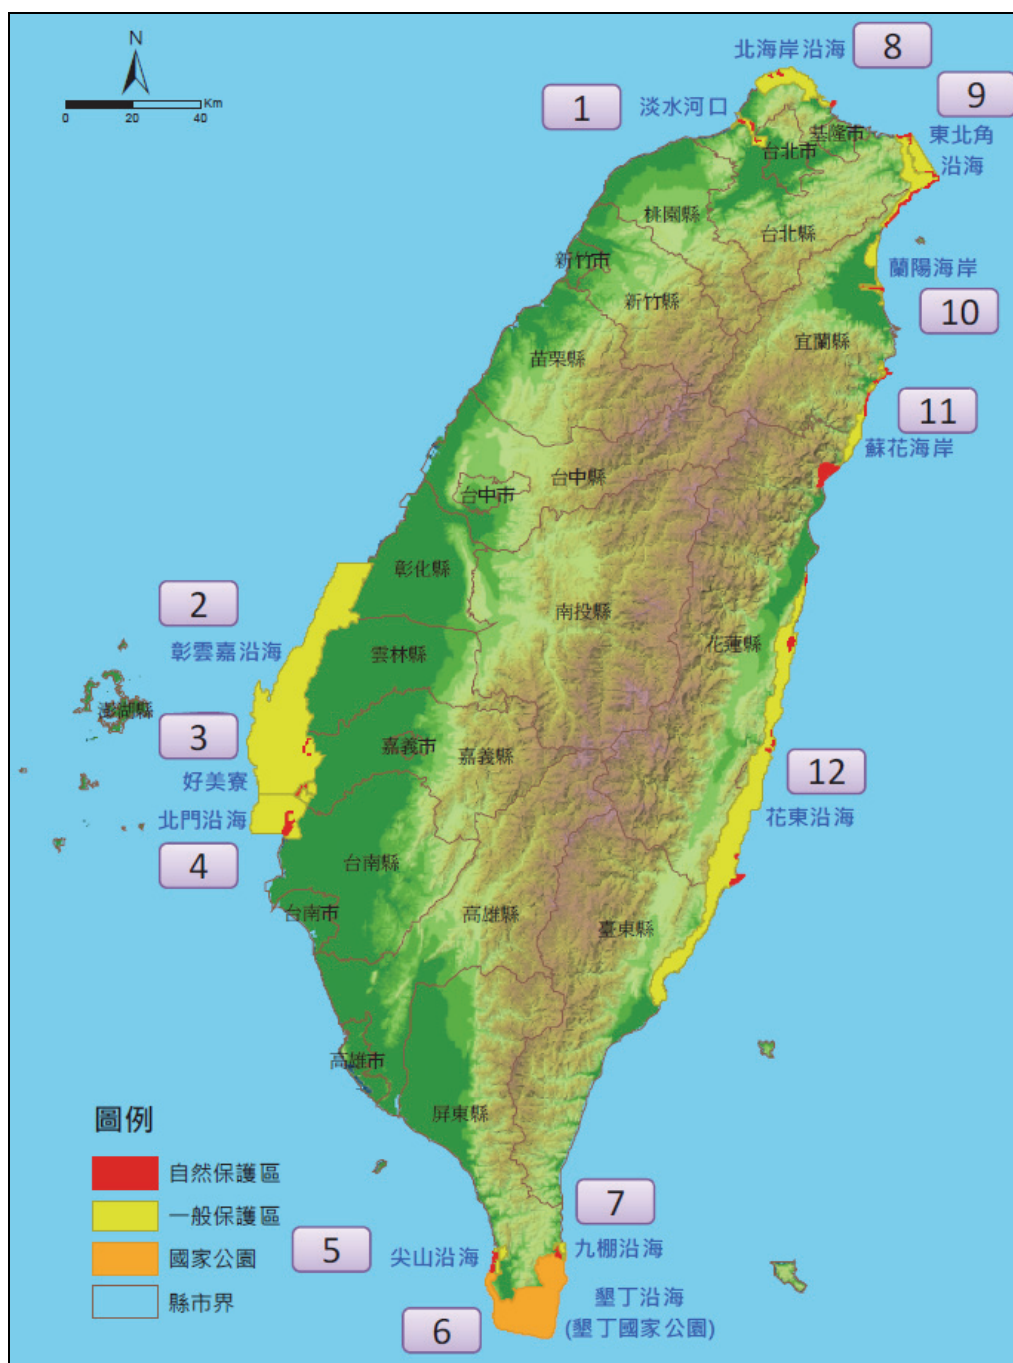 N
Km
0 20 40
北海岸沿海
8
1
淡水河口
9
東北角
沿海
基隆市
台北市
桃園縣
台北縣
新竹市
新竹縣
蘭陽海岸
10
宜蘭縣
苗栗縣
11
蘇花海岸
台中縣
台中市
彰化縣
2
彰雲嘉沿海
南投縣
雲林縣
花蓮縣
澎湖縣
3
嘉義市
嘉義縣
好美寮
12
花東沿海
北門沿海
4
台南縣
台南市
高雄縣
臺東縣
高雄市
屏東縣
圖例
自然保護區
一般保護區
國家公園
縣市界
5
尖山沿海
7
九棚沿海
6
墾丁沿海
(墾丁國家公園)